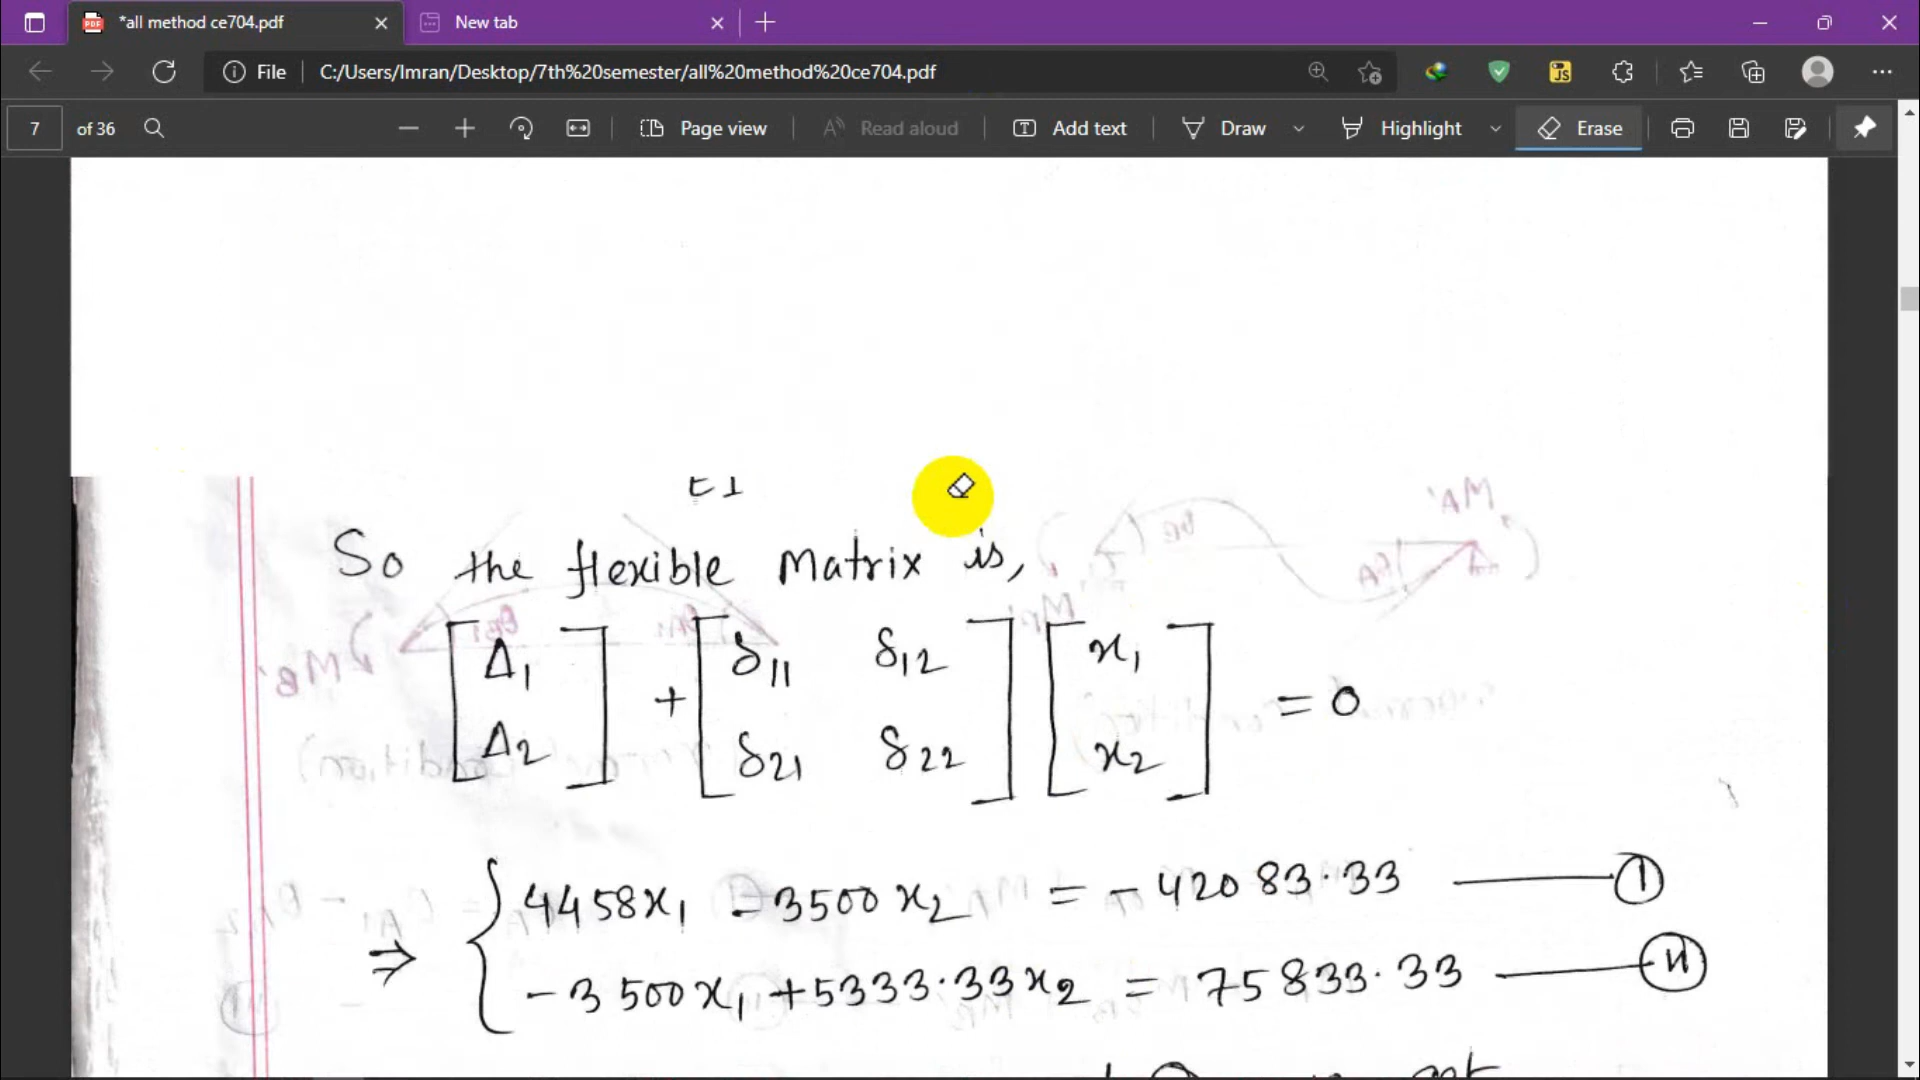 *all method ce704.pdf
New tab
File
C:/Users/Imran/Desktop/7th%20semester/all%20method%20ce704.pdf
7 of 36
Page view
Read aloud
Add text
Draw
Highlight
Erase
EI
So the flexible Matrix is,
[Δ₁ Δ₂] + [δ₁₁ δ₁₂ δ₂₁ δ₂₂] [x₁ x₂] = 0
⇒ { 4458x₁ - 3500x₂ = - 42083.33 —— (I)
-3500x₁ + 5333.33x₂ = 75833.33 —— (II)